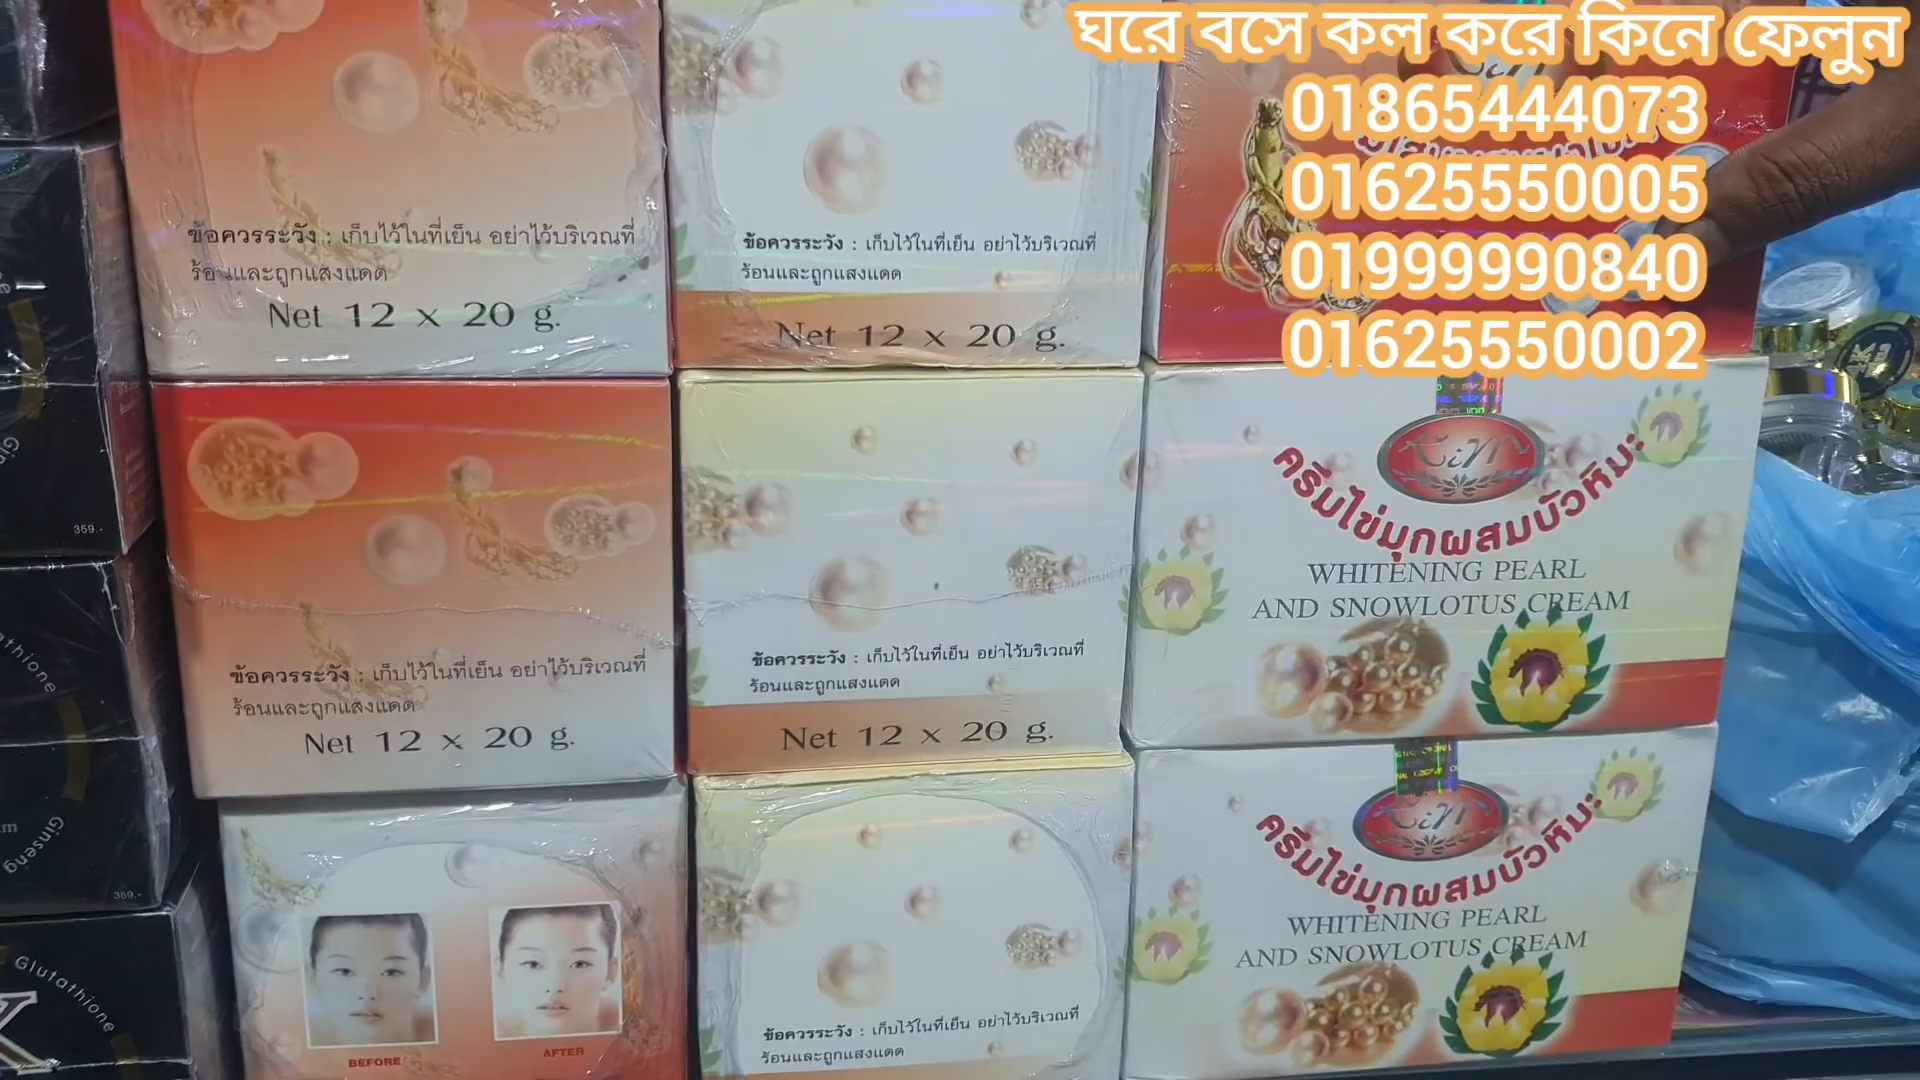 ঘরে বসে কল করে কিনে ফেলুন
01865444073
01625550005
01999990840
01625550002
ข้อควรระวัง : เก็บไว้ในที่เย็น อย่าไว้บริเวณที่
ร้อนและถูกแสงแดด
Net 12 x 20 g.
ข้อควรระวัง : เก็บไว้ในที่เย็น อย่าไว้บริเวณที่
ร้อนและถูกแสงแดด
Net 12 x 20 g.
359.-
ข้อควรระวัง : เก็บไว้ในที่เย็น อย่าไว้บริเวณที่
ร้อนและถูกแสงแดด
Net 12 x 20 g.
ข้อควรระวัง : เก็บไว้ในที่เย็น อย่าไว้บริเวณที่
ร้อนและถูกแสงแดด
Net 12 x 20 g.
KiM
ครีมไข่มุกผสมบัวหิมะ
WHITENING PEARL
AND SNOWLOTUS CREAM
Ginseng
359.-
Glutathione
BEFORE
AFTER
ข้อควรระวัง : เก็บไว้ในที่เย็น อย่าไว้บริเวณที่
ร้อนและถูกแสงแดด
KiM
ครีมไข่มุกผสมบัวหิมะ
WHITENING PEARL
AND SNOWLOTUS CREAM